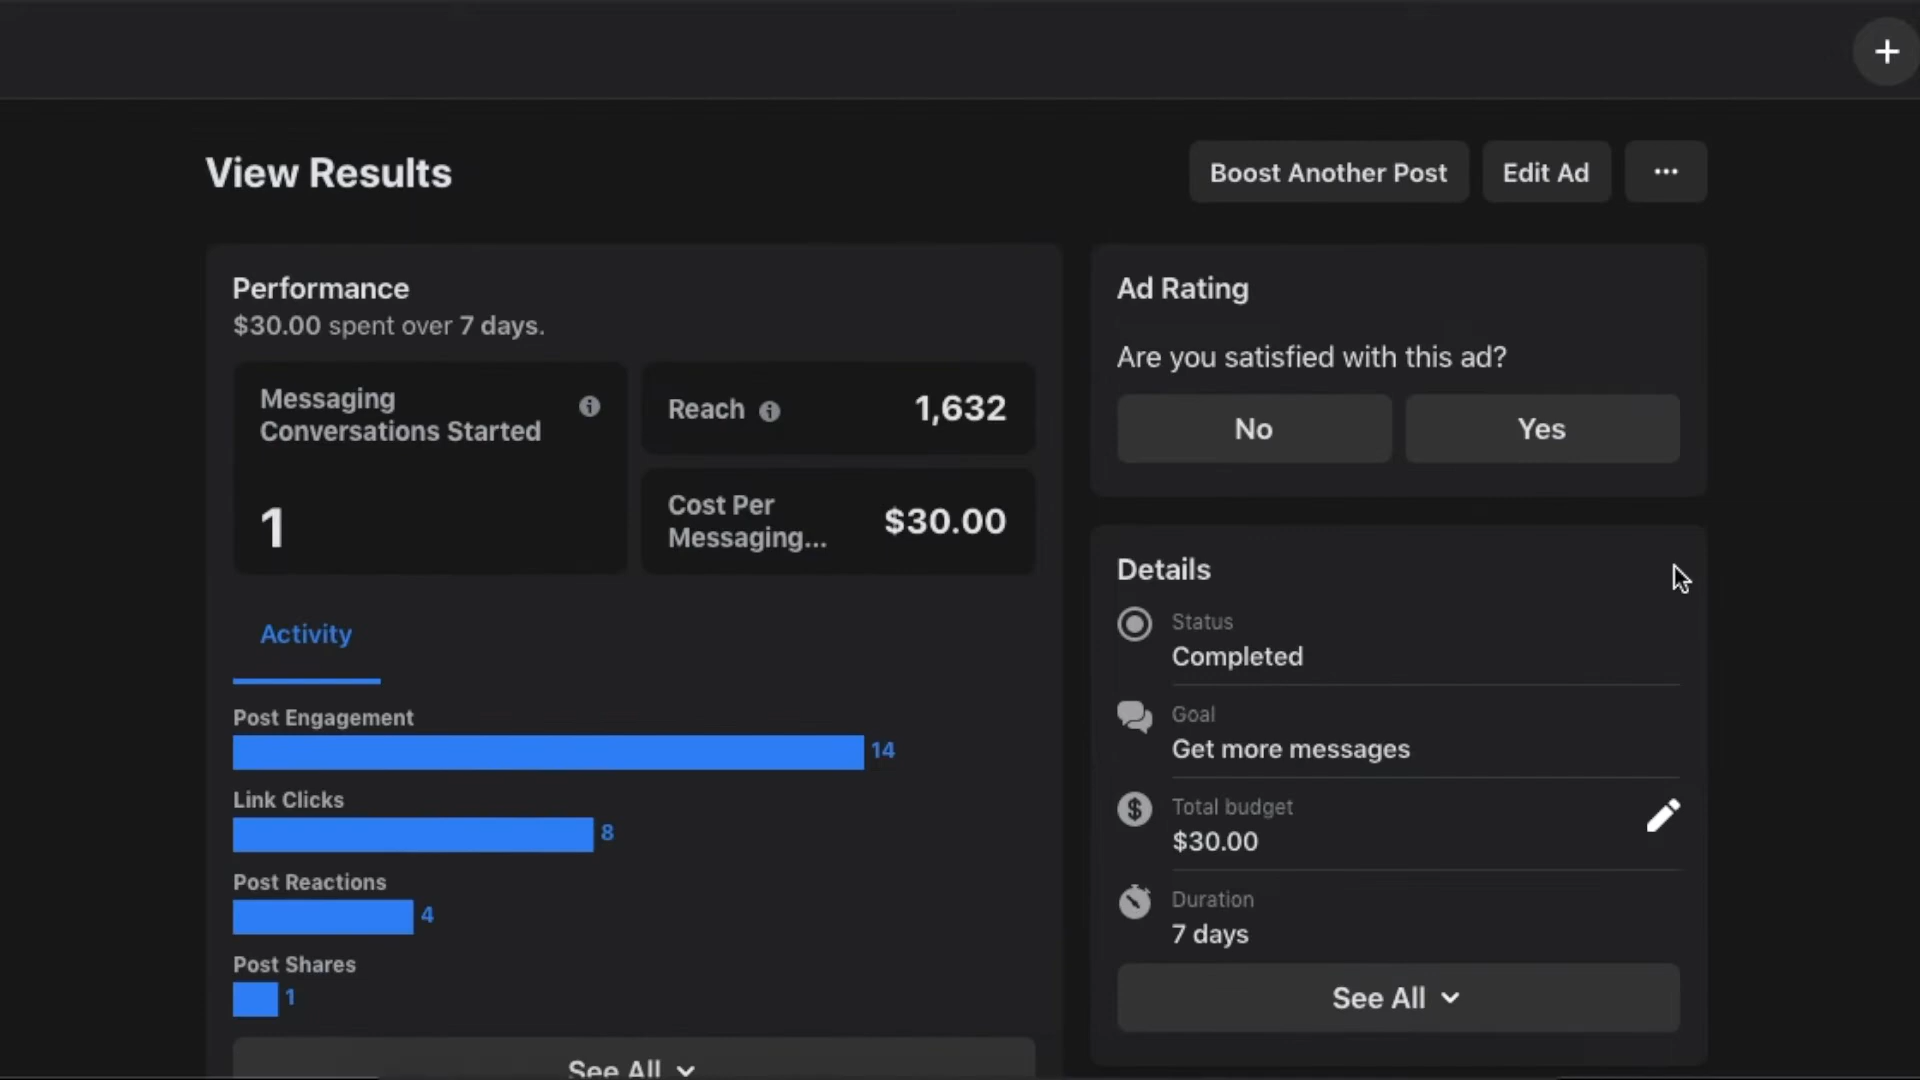 View Results
Boost Another Post
Edit Ad
Performance
$30.00 spent over 7 days.
Messaging
Conversations Started
1
Reach
1,632
Cost Per
Messaging...
$30.00
Activity
Post Engagement
14
Link Clicks
8
Post Reactions
4
Post Shares
1
See All
Ad Rating
Are you satisfied with this ad?
No
Yes
Details
Status
Completed
Goal
Get more messages
Total budget
$30.00
Duration
7 days
See All